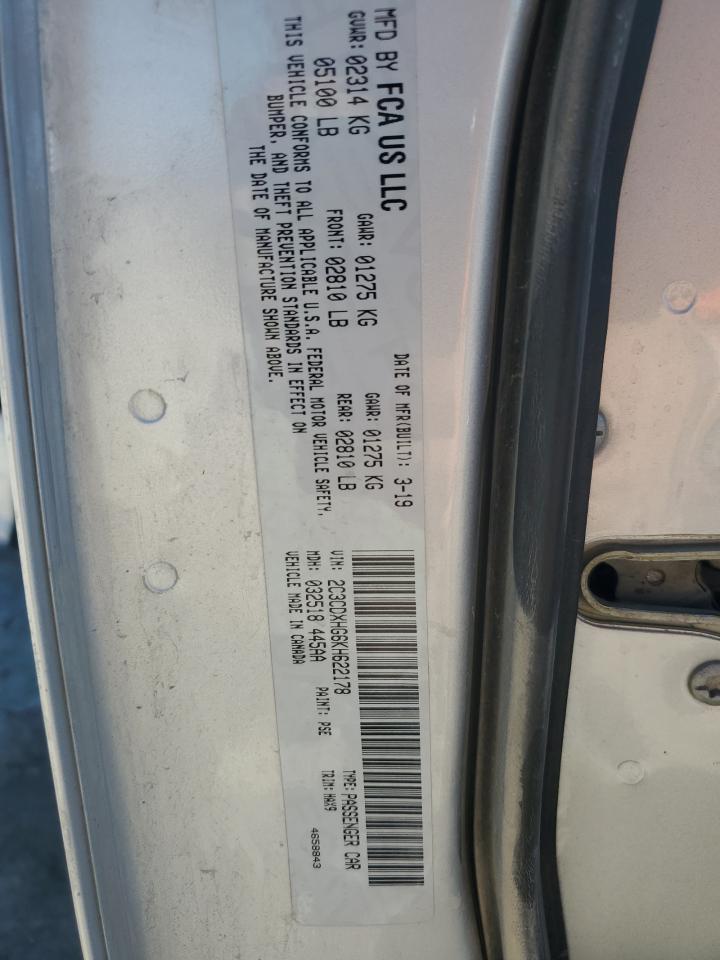 MFD BY FCA US LLC
DATE OF MFR(BUILT): 3-19
GVWR: 02314 KG
GAWR: 01275 KG
GAWR: 01275 KG
05100 LB
FRONT: 02810 LB
REAR: 02810 LB
THIS VEHICLE CONFORMS TO ALL APPLICABLE U.S.A. FEDERAL MOTOR VEHICLE SAFETY,
BUMPER, AND THEFT PREVENTION STANDARDS IN EFFECT ON
THE DATE OF MANUFACTURE SHOWN ABOVE.
VIN: 2C3CDXHG6KH622178
TYPE: PASSENGER CAR
MDH: 032518 445AA
PAINT: PSE
TRIM: HAX9
VEHICLE MADE IN CANADA
4658843